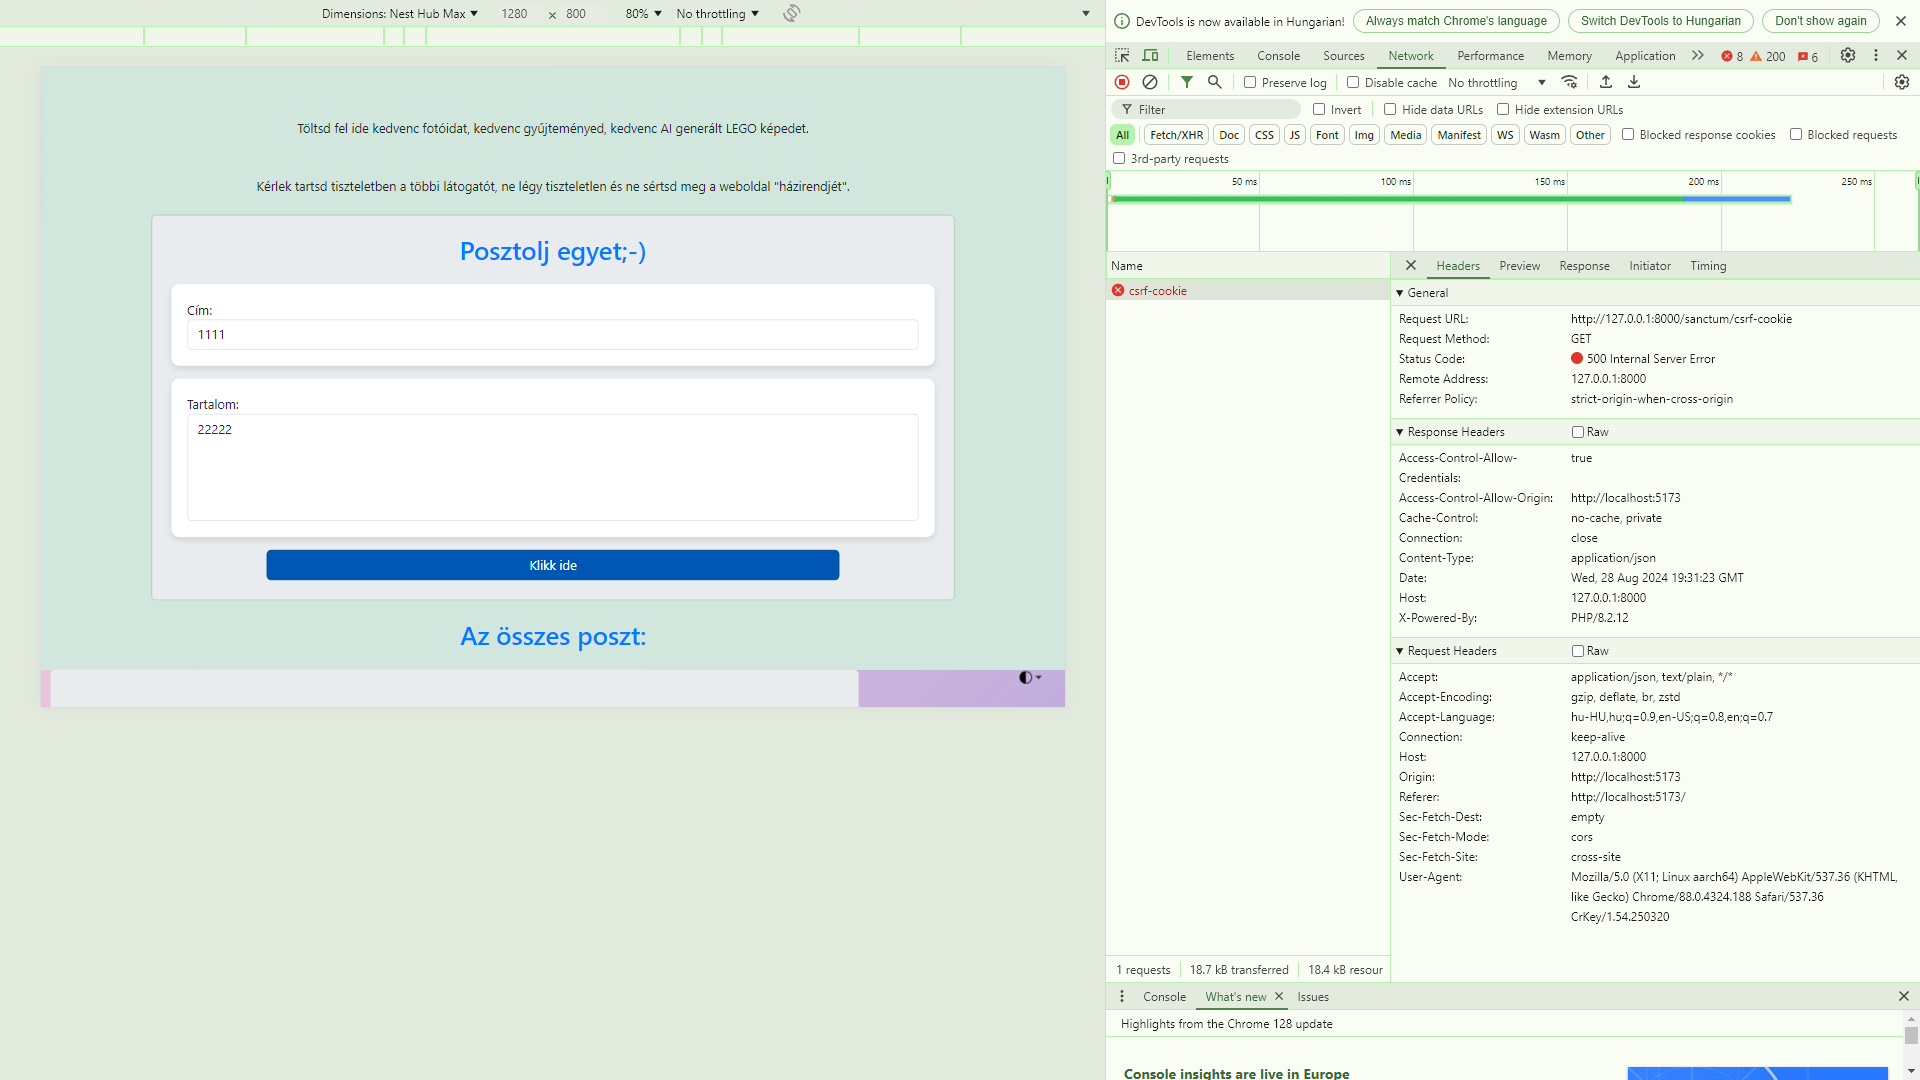 Dimensions: Nest Hub Max 1280 × 800 80% No throttling
Töltsd fel ide kedvenc fotóidat, kedvenc gyűjteményed, kedvenc AI generált LEGO képedet.
Kérlek tartsd tiszteletben a többi látogatót, ne légy tiszteletlen és ne sértsd meg a weboldal "házirendjét".
Posztolj egyet;-)
Cím:
1111
Tartalom:
22222
Klikk ide
Az összes poszt:
DevTools is now available in Hungarian! Always match Chrome's language Switch DevTools to Hungarian Don't show again
Elements Console Sources Network Performance Memory Application 8 200 6
Preserve log Disable cache No throttling
Filter Invert Hide data URLs Hide extension URLs
All Fetch/XHR Doc CSS JS Font Img Media Manifest WS Wasm Other Blocked response cookies Blocked requests
3rd-party requests
50 ms 100 ms 150 ms 200 ms 250 ms
Name
csrf-cookie
Headers Preview Response Initiator Timing
General
Request URL: http://127.0.0.1:8000/sanctum/csrf-cookie
Request Method: GET
Status Code: 500 Internal Server Error
Remote Address: 127.0.0.1:8000
Referrer Policy: strict-origin-when-cross-origin
Response Headers Raw
Access-Control-Allow-Credentials: true
Access-Control-Allow-Origin: http://localhost:5173
Cache-Control: no-cache, private
Connection: close
Content-Type: application/json
Date: Wed, 28 Aug 2024 19:31:23 GMT
Host: 127.0.0.1:8000
X-Powered-By: PHP/8.2.12
Request Headers Raw
Accept: application/json, text/plain, */*
Accept-Encoding: gzip, deflate, br, zstd
Accept-Language: hu-HU,hu;q=0.9,en-US;q=0.8,en;q=0.7
Connection: keep-alive
Host: 127.0.0.1:8000
Origin: http://localhost:5173
Referer: http://localhost:5173/
Sec-Fetch-Dest: empty
Sec-Fetch-Mode: cors
Sec-Fetch-Site: cross-site
User-Agent: Mozilla/5.0 (X11; Linux aarch64) AppleWebKit/537.36 (KHTML,
like Gecko) Chrome/88.0.4324.188 Safari/537.36
CrKey/1.54.250320
1 requests 18.7 kB transferred 18.4 kB resour
Console What's new Issues
Highlights from the Chrome 128 update
Console insights are live in Europe